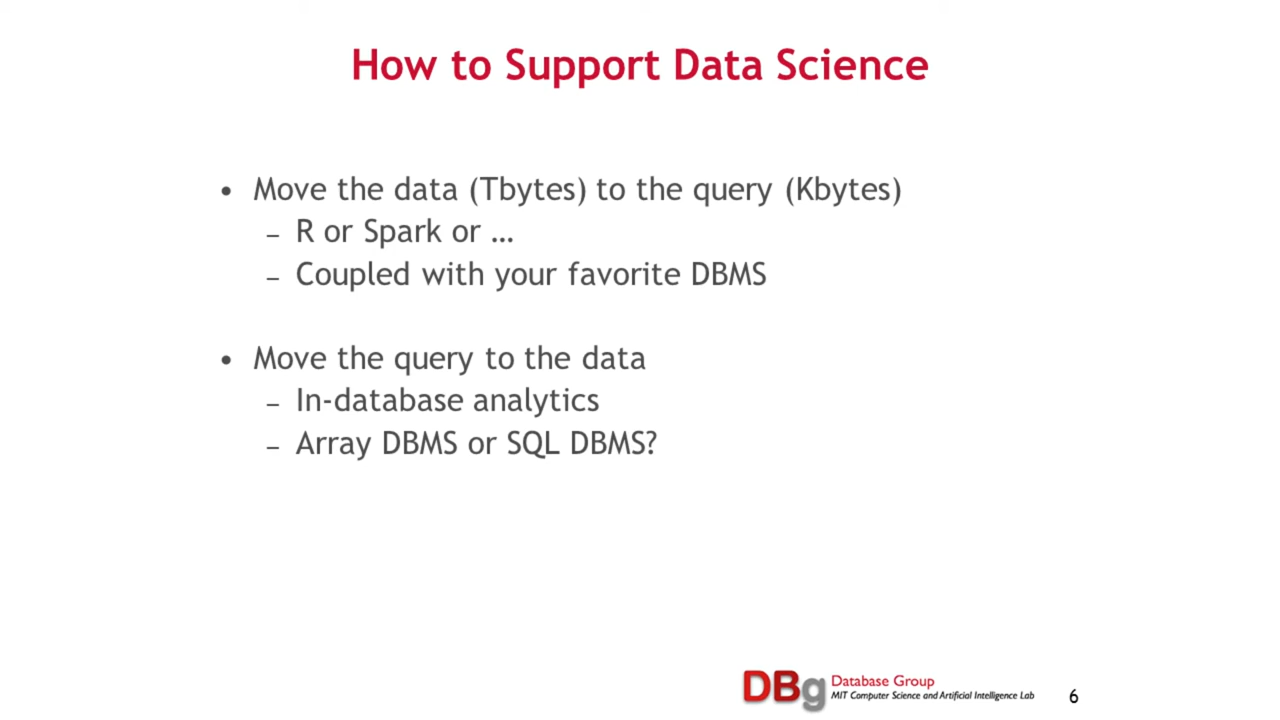 How to Support Data Science
• Move the data (Tbytes) to the query (Kbytes)
– R or Spark or …
– Coupled with your favorite DBMS
• Move the query to the data
– In-database analytics
– Array DBMS or SQL DBMS?
DBg Database Group
MIT Computer Science and Artificial Intelligence Lab
6